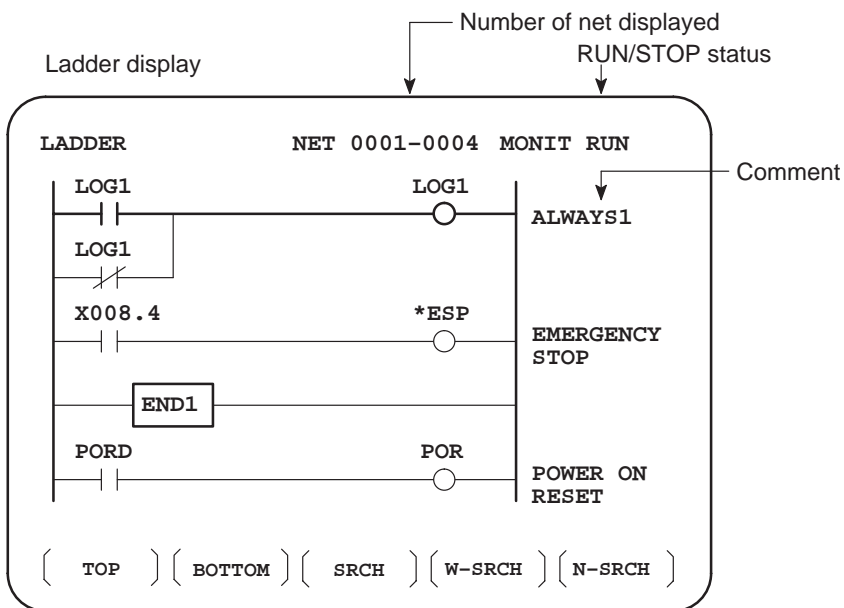 Number of net displayed
RUN/STOP status
Ladder display
LADDER NET 0001–0004 MONIT RUN
Comment
LOG1 LOG1
ALWAYS1
LOG1
X008.4 *ESP
EMERGENCY
STOP
END1
PORD POR
POWER ON
RESET
TOP BOTTOM SRCH W–SRCH N–SRCH